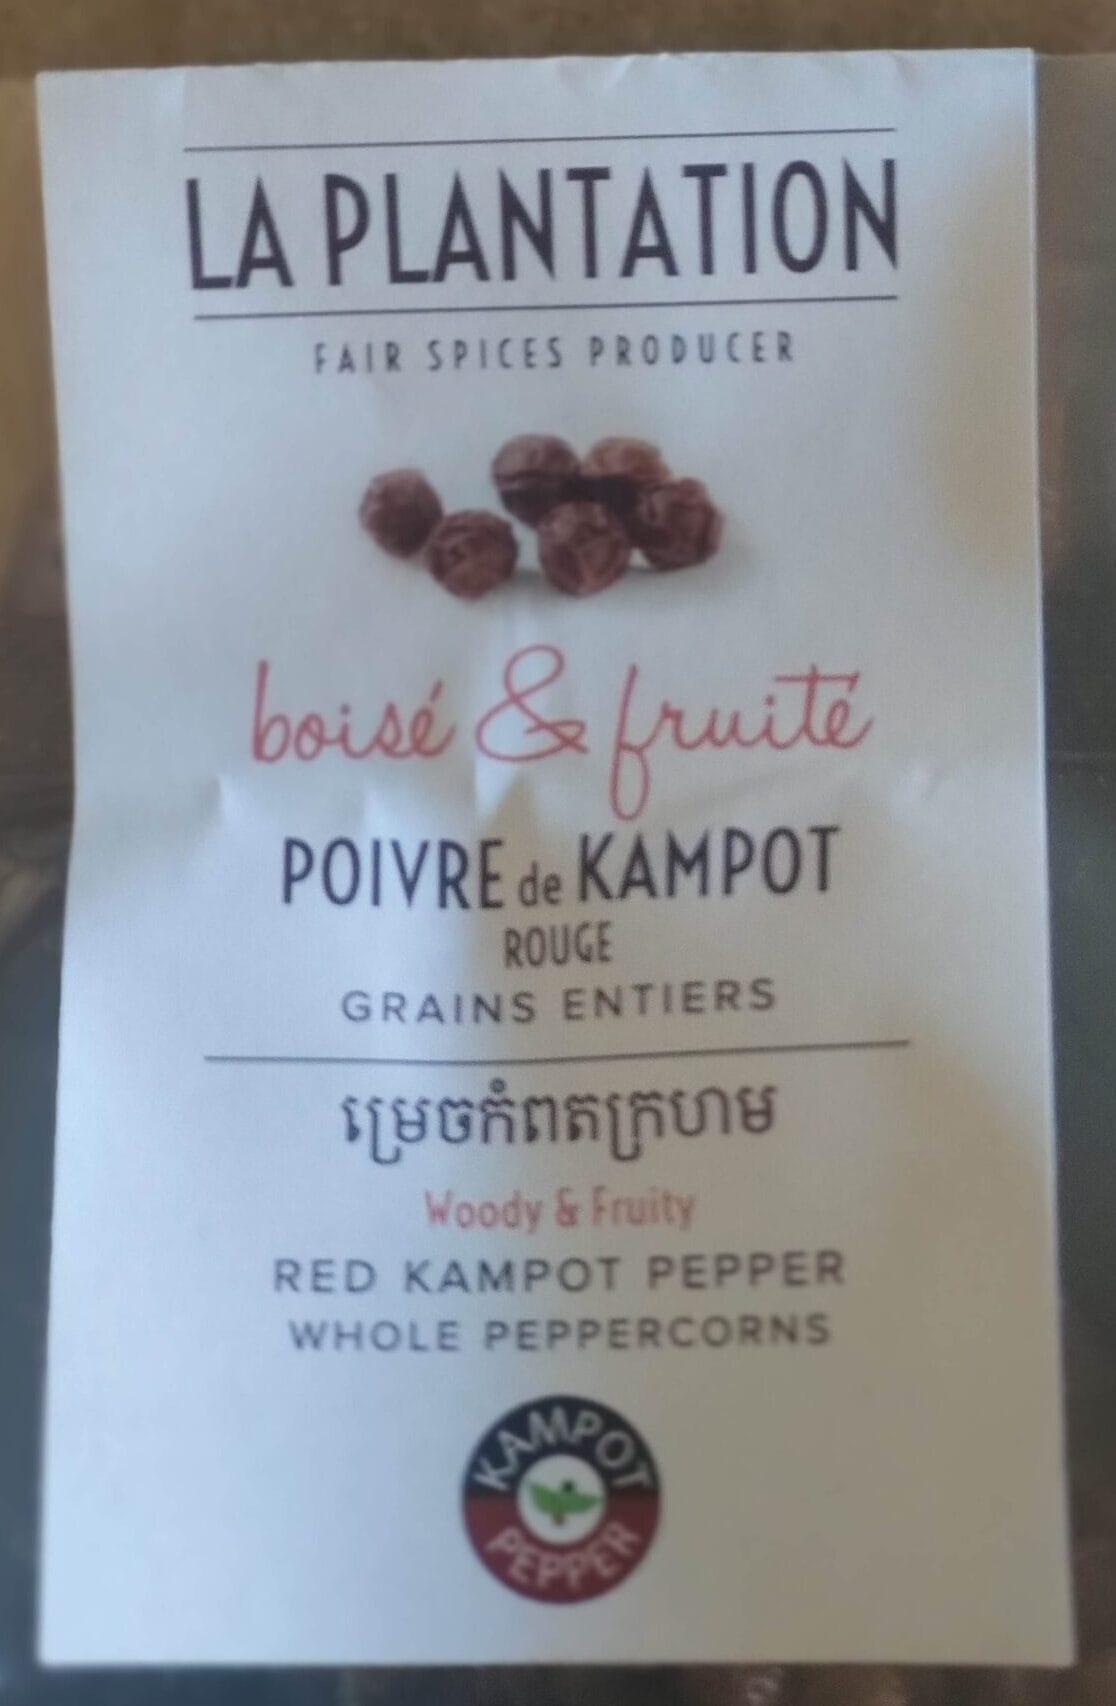 LA PLANTATION
FAIR SPICES PRODUCER
boisé & fruité
POIVRE de KAMPOT
ROUGE
GRAINS ENTIERS
ម្រេចកំពតក្រហម
Woody & Fruity
RED KAMPOT PEPPER
WHOLE PEPPERCORNS
KAMPOT
PEPPER